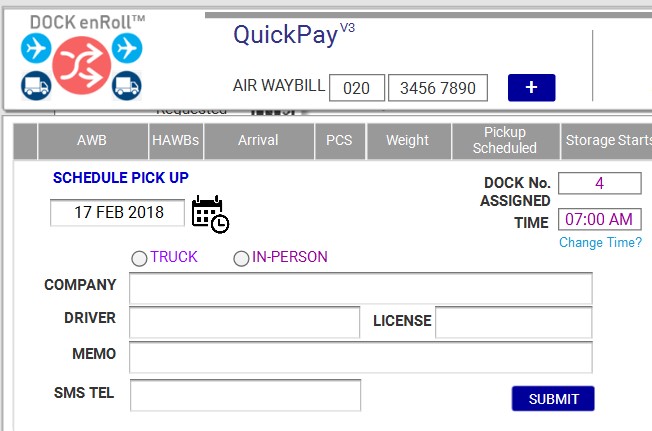 DOCK enRoll™
QuickPay V3
AIR WAYBILL 020 3456 7890 +
AWB HAWBs Arrival PCS Weight Pickup Scheduled Storage Starts
SCHEDULE PICK UP
17 FEB 2018
DOCK No. 4
ASSIGNED
TIME 07:00 AM
Change Time?
TRUCK IN-PERSON
COMPANY
DRIVER LICENSE
MEMO
SMS TEL
SUBMIT